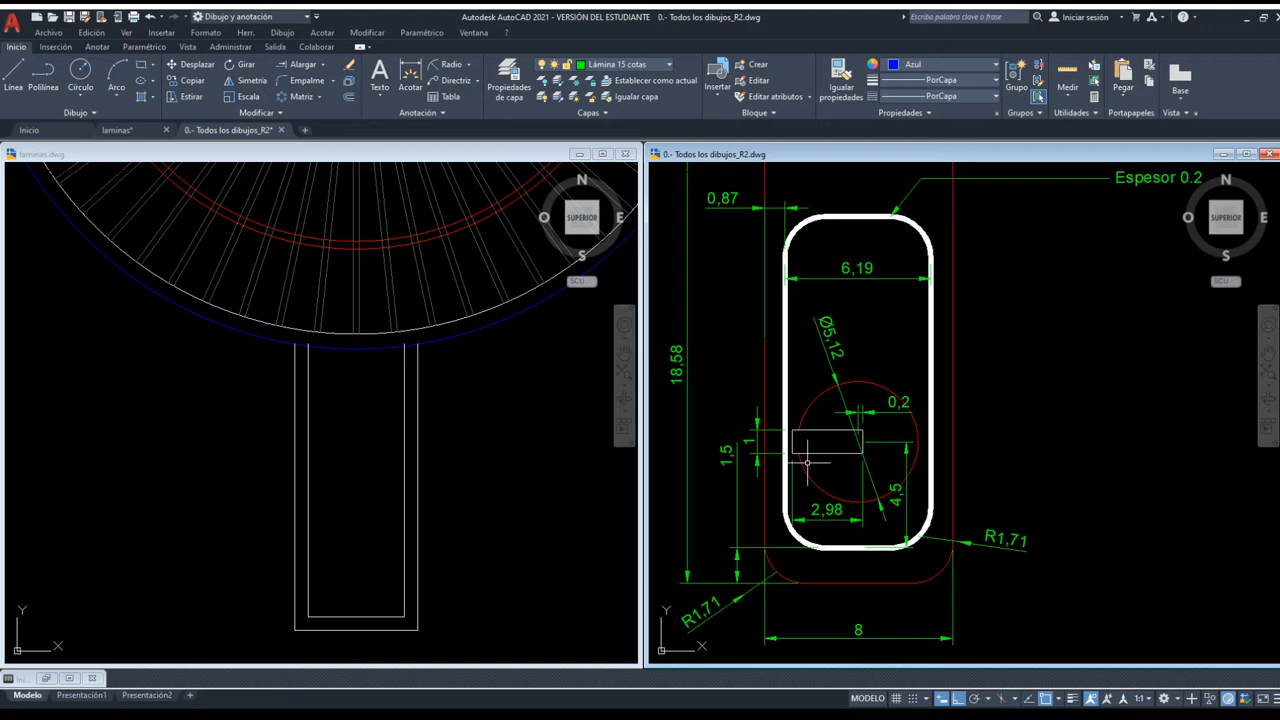 Dibujo y anotación
Autodesk AutoCAD 2021 - VERSIÓN DEL ESTUDIANTE 0.- Todos los dibujos_R2.dwg
Escriba palabra clave o frase
Iniciar sesión
Archivo Edición Ver Insertar Formato Herr. Dibujo Acotar Modificar Paramétrico Ventana ?
Inicio Inserción Anotar Paramétrico Vista Administrar Salida Colaborar
Línea
Polilínea
Círculo
Arco
Desplazar
Girar
Alargar
Copiar
Simetría
Empalme
Estirar
Escala
Matriz
Texto
Acotar
Radio
Directriz
Tabla
Propiedades
de capa
Lámina 15 cotas
Establecer como actual
Igualar capa
Insertar
Crear
Editar
Editar atributos
Igualar
propiedades
Azul
PorCapa
PorCapa
Grupo
Medir
Pegar
Base
Dibujo
Modificar
Anotación
Capas
Bloque
Propiedades
Grupos
Utilidades
Portapapeles
Vista
Inicio
laminas*
0.- Todos los dibujos_R2*
laminas.dwg
N
O
SUPERIOR
E
S
SCU
Y
X
0.- Todos los dibujos_R2.dwg
Espesor 0.2
N
O
SUPERIOR
E
S
SCU
0,87
6,19
Ø5,12
18,58
0,2
1
1,5
4,5
2,98
R1,71
R1,71
8
Y
X
Modelo
Presentación1
Presentación2
MODELO
1:1